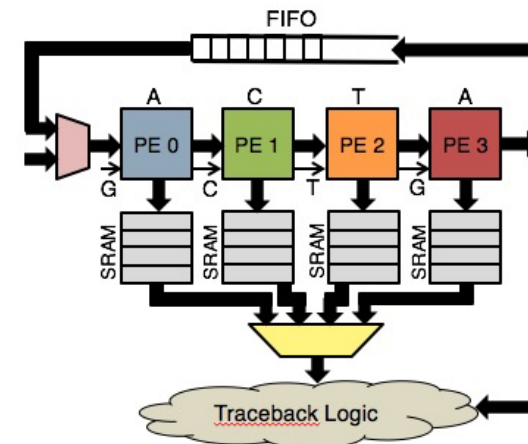 FIFO
A C T A
PE 0 PE 1 PE 2 PE 3
G C T G
SRAM SRAM SRAM SRAM
Traceback Logic